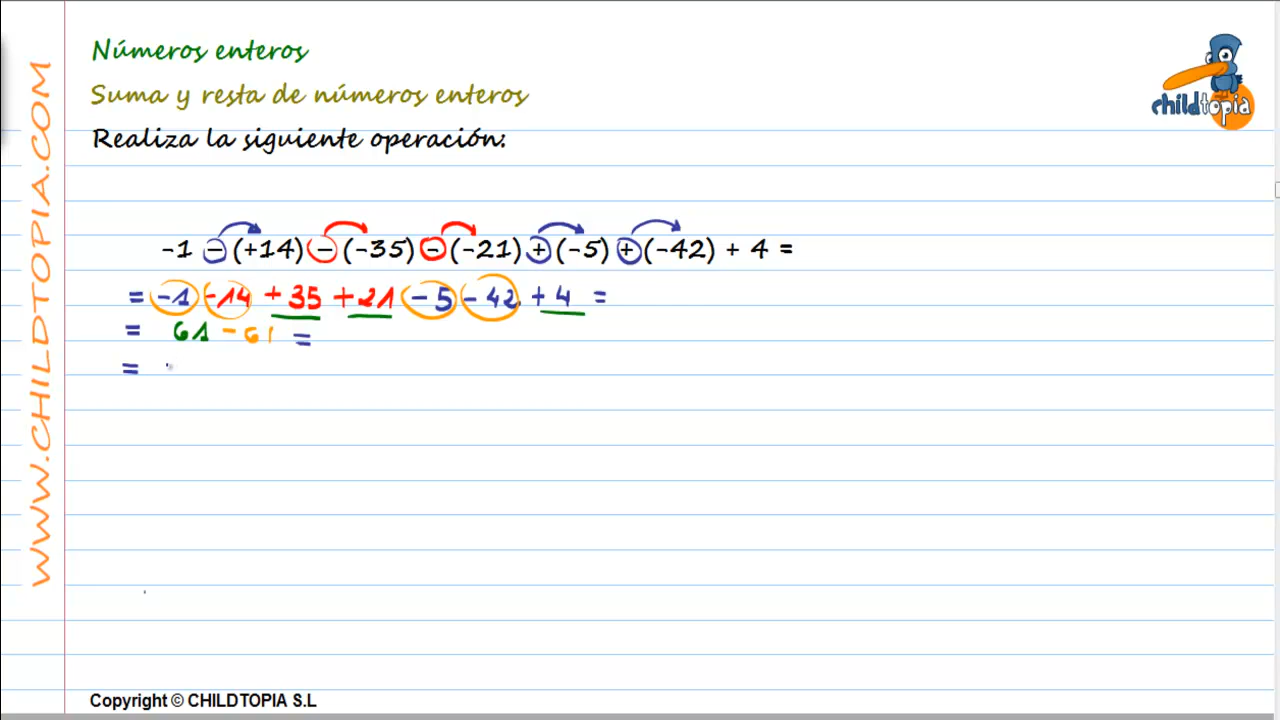 WWW.CHILDTOPIA.COM
Números enteros
Suma y resta de números enteros
Realiza la siguiente operación:
childtopia
-1 - (+14) - (-35) - (-21) + (-5) + (-42) + 4 =
= -1 -14 + 35 + 21 - 5 - 42 + 4 =
= 61 - 61 =
=
Copyright © CHILDTOPIA S.L